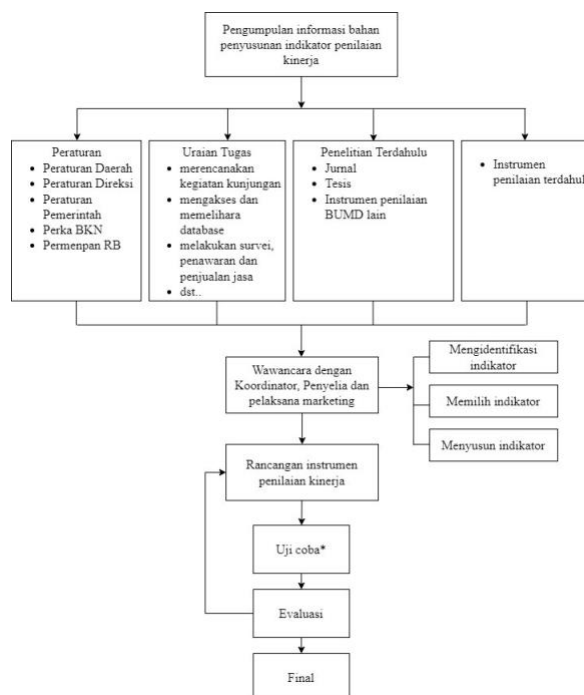 Pengumpulan informasi bahan
penyusunan indikator penilaian
kinerja
Peraturan
• Peraturan Daerah
• Peraturan Direksi
• Peraturan
Pemerintah
• Perka BKN
• Permenpan RB
Uraian Tugas
• merencanakan
kegiatan kunjungan
• mengakses dan
memelihara
database
• melakukan survei,
penawaran dan
penjualan jasa
• dst..
Penelitian Terdahulu
• Jurnal
• Tesis
• Instrumen penilaian
BUMD lain
• Instrumen
penilaian terdahul
Wawancara dengan
Koordinator, Penyelia dan
pelaksana marketing
Mengidentifikasi
indikator
Memilih indikator
Menyusun indikator
Rancangan instrumen
penilaian kinerja
Uji coba*
Evaluasi
Final